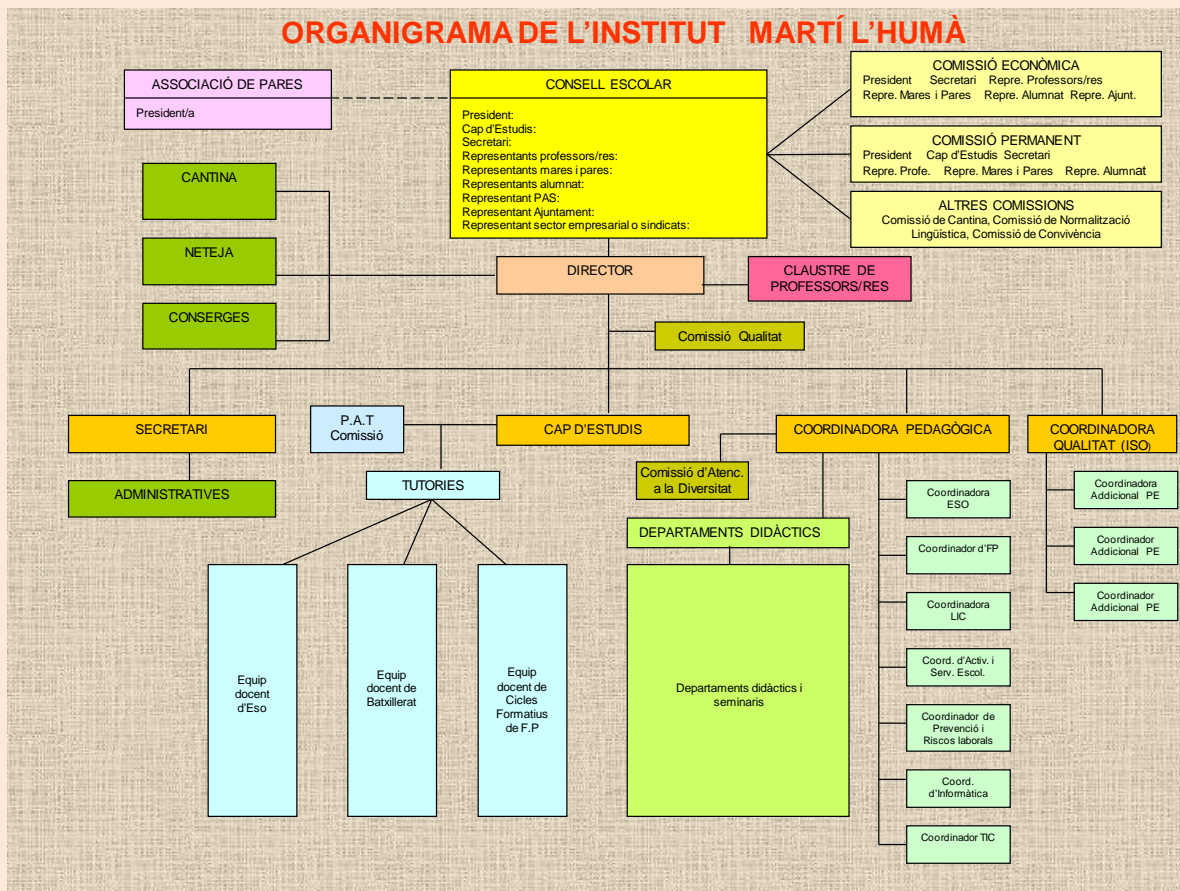 ORGANIGRAMA DE L'INSTITUT MARTÍ L'HUMÀ
ASSOCIACIÓ DE PARES
President/a
CONSELL ESCOLAR
President:
Cap d'Estudis:
Secretari:
Representants professors/res:
Representants mares i pares:
Representants alumnat:
Representant PAS:
Representant Ajuntament:
Representant sector empresarial o sindicats:
COMISSIÓ ECONÒMICA
President Secretari Repre. Professors/res
Repre. Mares i Pares Repre. Alumnat Repre. Ajunt.
COMISSIÓ PERMANENT
President Cap d'Estudis Secretari
Repre. Profe. Repre. Mares i Pares Repre. Alumnat
ALTRES COMISSIONS
Comissió de Cantina, Comissió de Normalització
Lingüística, Comissió de Convivència
CANTINA
NETEJA
CONSERGES
DIRECTOR
CLAUSTRE DE
PROFESSORS/RES
Comissió Qualitat
SECRETARI
ADMINISTRATIVES
P.A.T
Comissió
CAP D'ESTUDIS
TUTORIES
Equip
docent
d'Eso
Equip
docent de
Batxillerat
Equip
docent de
Cicles
Formatius
de F.P
COORDINADORA PEDAGÒGICA
Comissió d'Atenc.
a la Diversitat
DEPARTAMENTS DIDÀCTICS
Departaments didàctics i
seminaris
Coordinadora
ESO
Coordinador d'FP
Coordinadora
LIC
Coord. d'Activ. i
Serv. Escol.
Coordinador de
Prevenció i
Riscos laborals
Coord.
d'Informàtica
Coordinador TIC
COORDINADORA
QUALITAT (ISO)
Coordinadora
Addicional PE
Coordinador
Addicional PE
Coordinador
Addicional PE